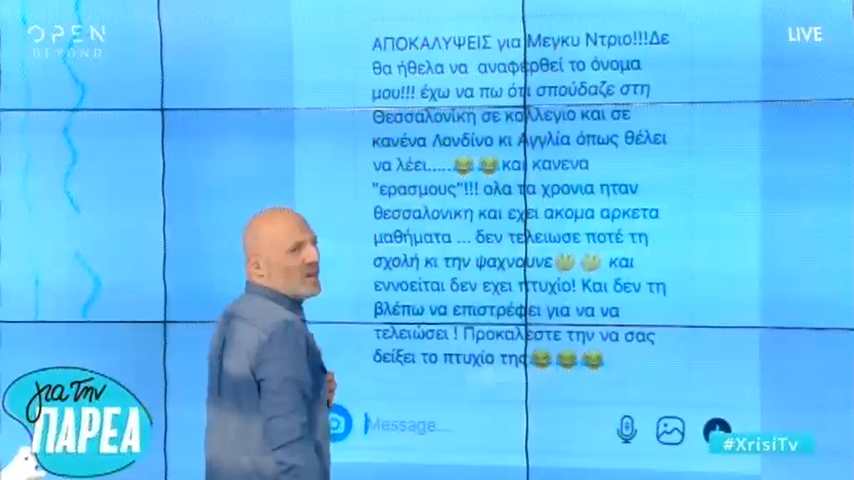 OPEN
BEYOND
LIVE
ΑΠΟΚΑΛΥΨΕΙΣ για Μεγκυ Ντριο!!!Δε
θα ήθελα να αναφερθεί το όνομα
μου!!! έχω να πω ότι σπούδαζε στη
Θεσσαλονίκη σε κολλεγιο και σε
κανένα Λονδίνο κι Αγγλία όπως θέλει
να λέει.....😂😂και κανενα
"ερασμους"!!! ολα τα χρονια ηταν
θεσσαλονικη και εχει ακομα αρκετα
μαθήματα ... δεν τελειωσε ποτέ τη
σχολή κι την ψαχνουνε🤔🤔 και
εννοείται δεν εχει πτυχίο! Και δεν τη
βλέπω να επιστρέφει για να να
τελειώσει ! Προκαλέστε την να σας
δείξει το πτυχίο της😂😂😂
Message...
για την
ΠΑΡΕΑ
#XrisiTv